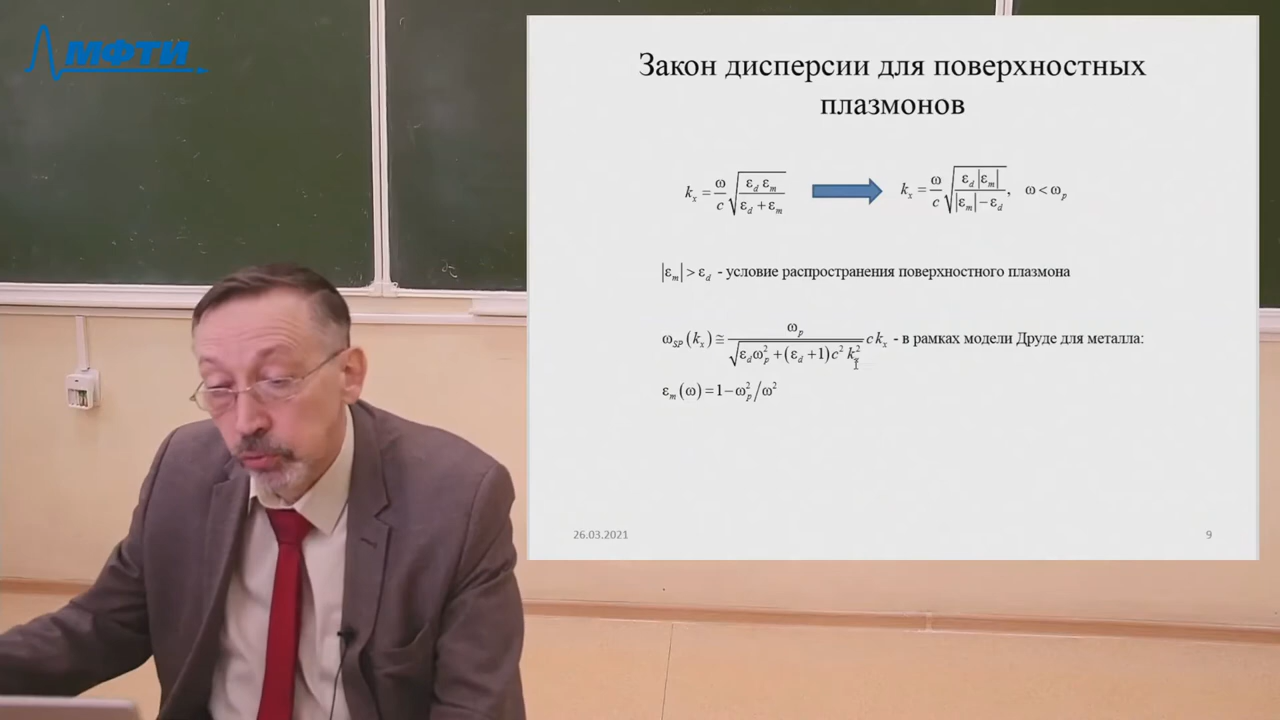 МФТИ
Закон дисперсии для поверхностных
плазмонов
k_x = ω/c √(ε_d ε_m / (ε_d + ε_m)) k_x = ω/c √(ε_d |ε_m| / (|ε_m| − ε_d)), ω < ω_p
|ε_m| > ε_d - условие распространения поверхностного плазмона
ω_SP(k_x) ≅ ω_p / √(ε_d ω_p² + (ε_d + 1) c² k_x²) c k_x - в рамках модели Друде для металла:
ε_m(ω) = 1 − ω_p²/ω²
26.03.2021 9